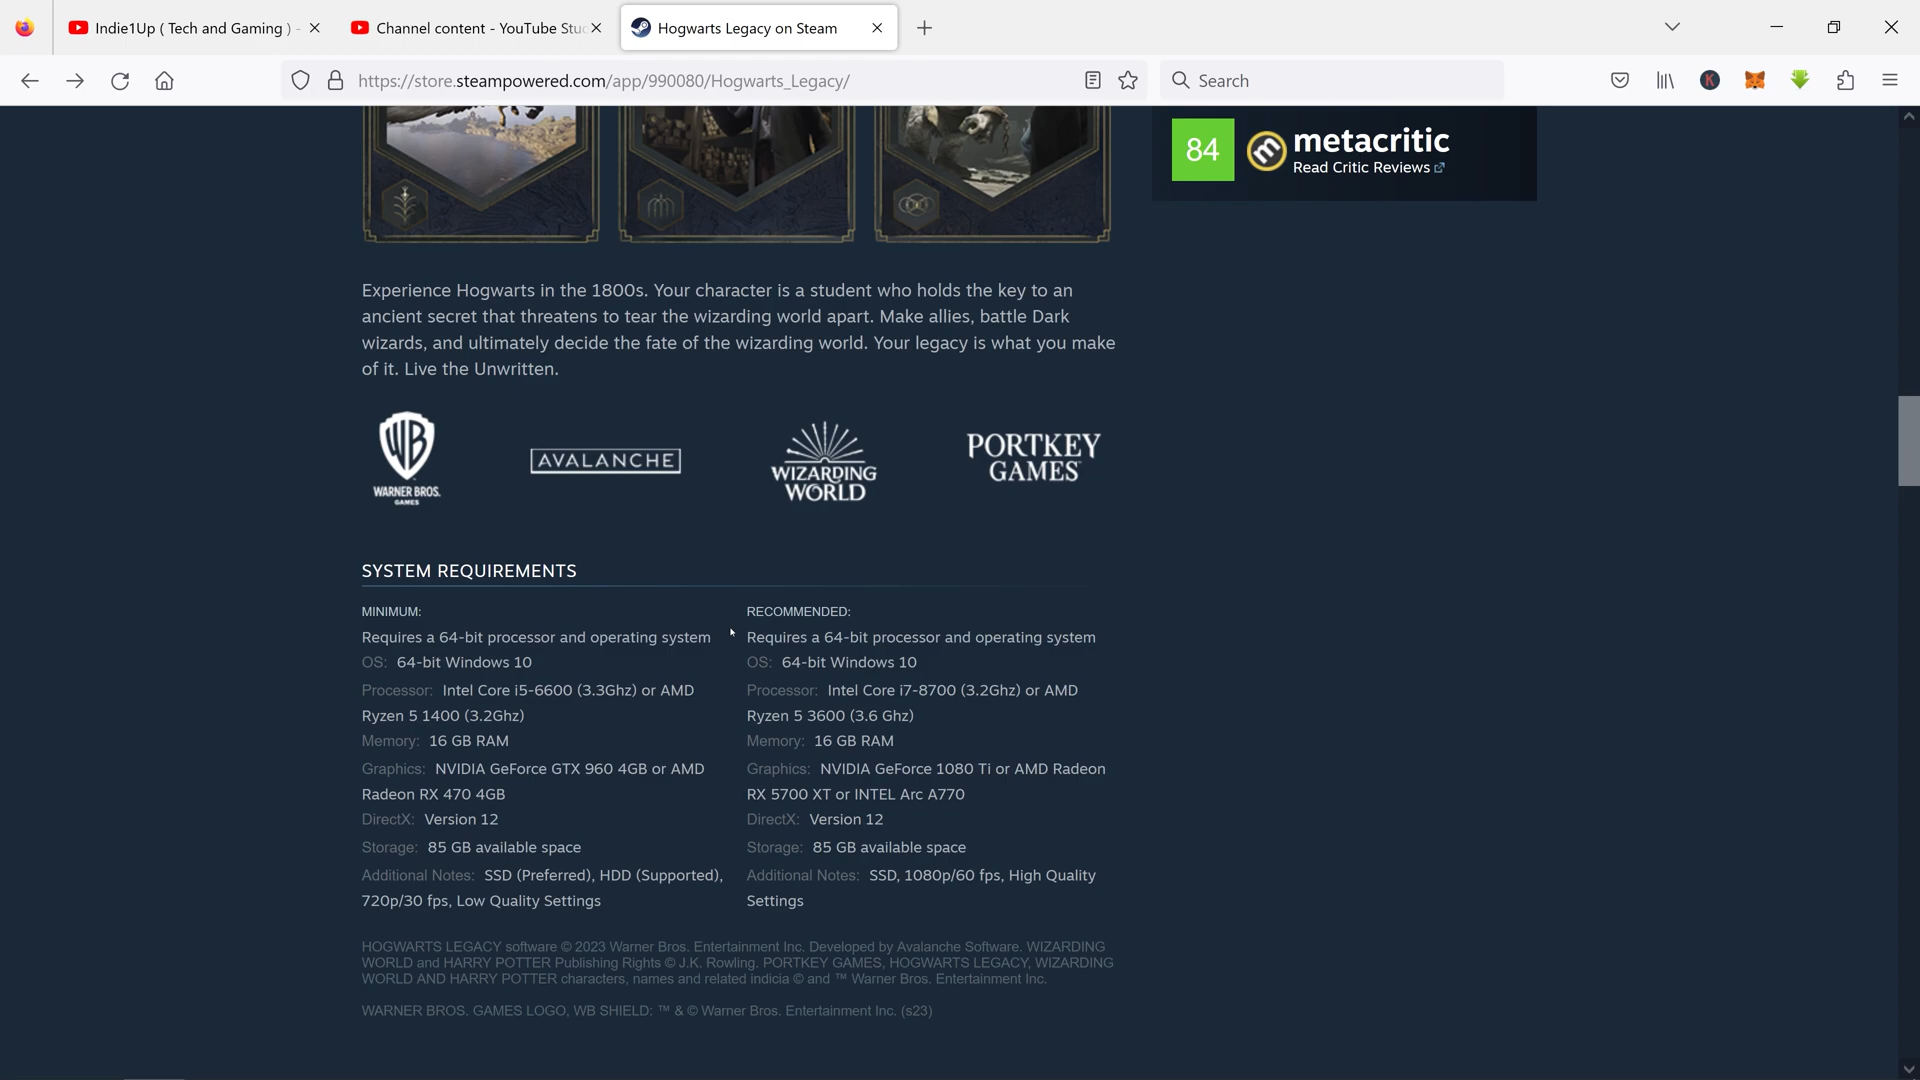 Indie1Up ( Tech and Gaming ) -
Channel content - YouTube Stu
Hogwarts Legacy on Steam
https://store.steampowered.com/app/990080/Hogwarts_Legacy/
Search
84
metacritic
Read Critic Reviews
Experience Hogwarts in the 1800s. Your character is a student who holds the key to an
ancient secret that threatens to tear the wizarding world apart. Make allies, battle Dark
wizards, and ultimately decide the fate of the wizarding world. Your legacy is what you make
of it. Live the Unwritten.
WB
WARNER BROS.
GAMES
AVALANCHE
WIZARDING
WORLD
PORTKEY
GAMES
SYSTEM REQUIREMENTS
MINIMUM:
Requires a 64-bit processor and operating system
OS: 64-bit Windows 10
Processor: Intel Core i5-6600 (3.3Ghz) or AMD
Ryzen 5 1400 (3.2Ghz)
Memory: 16 GB RAM
Graphics: NVIDIA GeForce GTX 960 4GB or AMD
Radeon RX 470 4GB
DirectX: Version 12
Storage: 85 GB available space
Additional Notes: SSD (Preferred), HDD (Supported),
720p/30 fps, Low Quality Settings
RECOMMENDED:
Requires a 64-bit processor and operating system
OS: 64-bit Windows 10
Processor: Intel Core i7-8700 (3.2Ghz) or AMD
Ryzen 5 3600 (3.6 Ghz)
Memory: 16 GB RAM
Graphics: NVIDIA GeForce 1080 Ti or AMD Radeon
RX 5700 XT or INTEL Arc A770
DirectX: Version 12
Storage: 85 GB available space
Additional Notes: SSD, 1080p/60 fps, High Quality
Settings
HOGWARTS LEGACY software © 2023 Warner Bros. Entertainment Inc. Developed by Avalanche Software. WIZARDING
WORLD and HARRY POTTER Publishing Rights © J.K. Rowling. PORTKEY GAMES, HOGWARTS LEGACY, WIZARDING
WORLD AND HARRY POTTER characters, names and related indicia © and ™ Warner Bros. Entertainment Inc.
WARNER BROS. GAMES LOGO, WB SHIELD: ™ & © Warner Bros. Entertainment Inc. (s23)